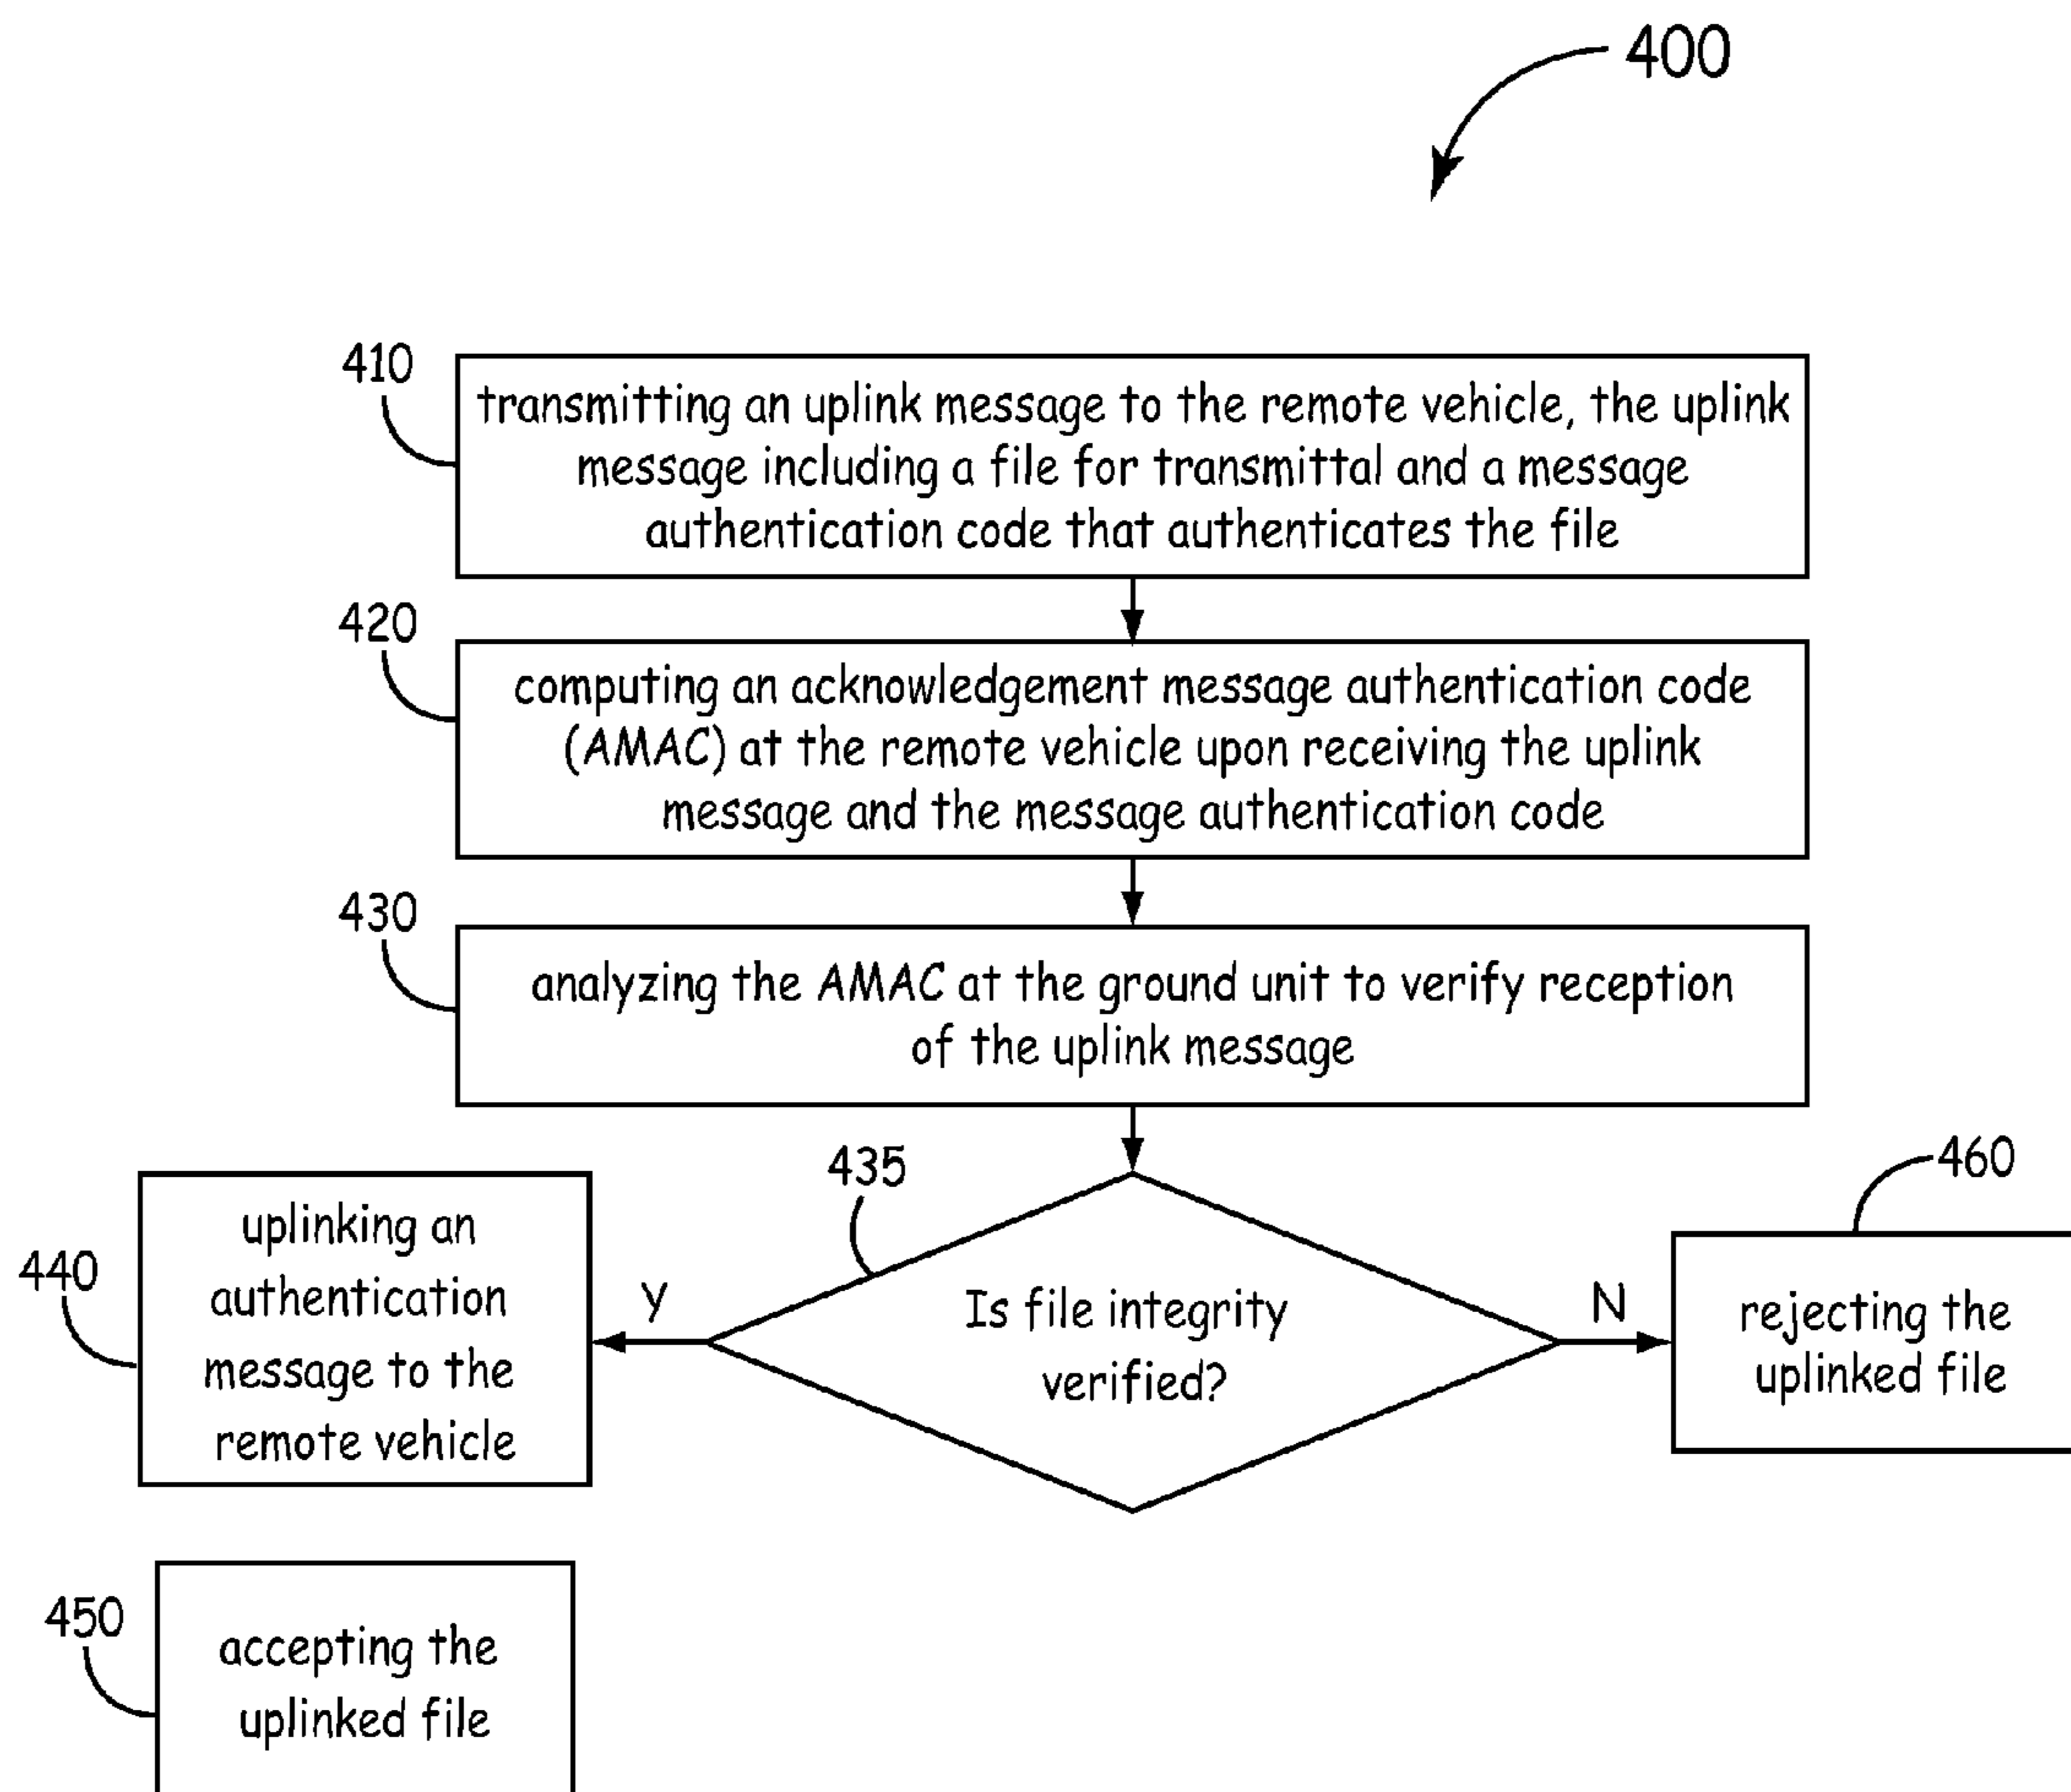 400
410
transmitting an uplink message to the remote vehicle, the uplink
message including a file for transmittal and a message
authentication code that authenticates the file
420
computing an acknowledgement message authentication code
(AMAC) at the remote vehicle upon receiving the uplink
message and the message authentication code
430
analyzing the AMAC at the ground unit to verify reception
of the uplink message
435
Is file integrity
verified?
Y
N
440
uplinking an
authentication
message to the
remote vehicle
460
rejecting the
uplinked file
450
accepting the
uplinked file